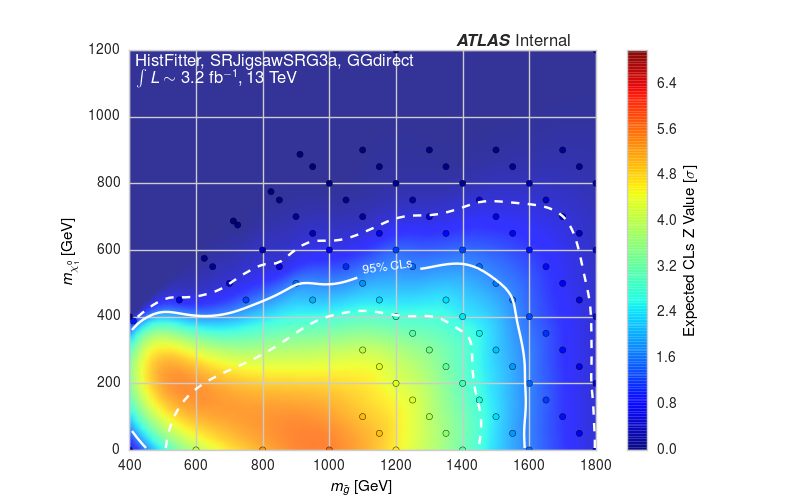 ATLAS Internal
HistFitter, SRJigsawSRG3a, GGdirect
∫ L ∼ 3.2 fb⁻¹, 13 TeV
95% CLs
1200
1000
800
600
400
200
0
m_χ̃₁⁰ [GeV]
400 600 800 1000 1200 1400 1600 1800
m_g̃ [GeV]
6.4
5.6
4.8
4.0
3.2
2.4
1.6
0.8
0.0
Expected CLs Z Value [σ]